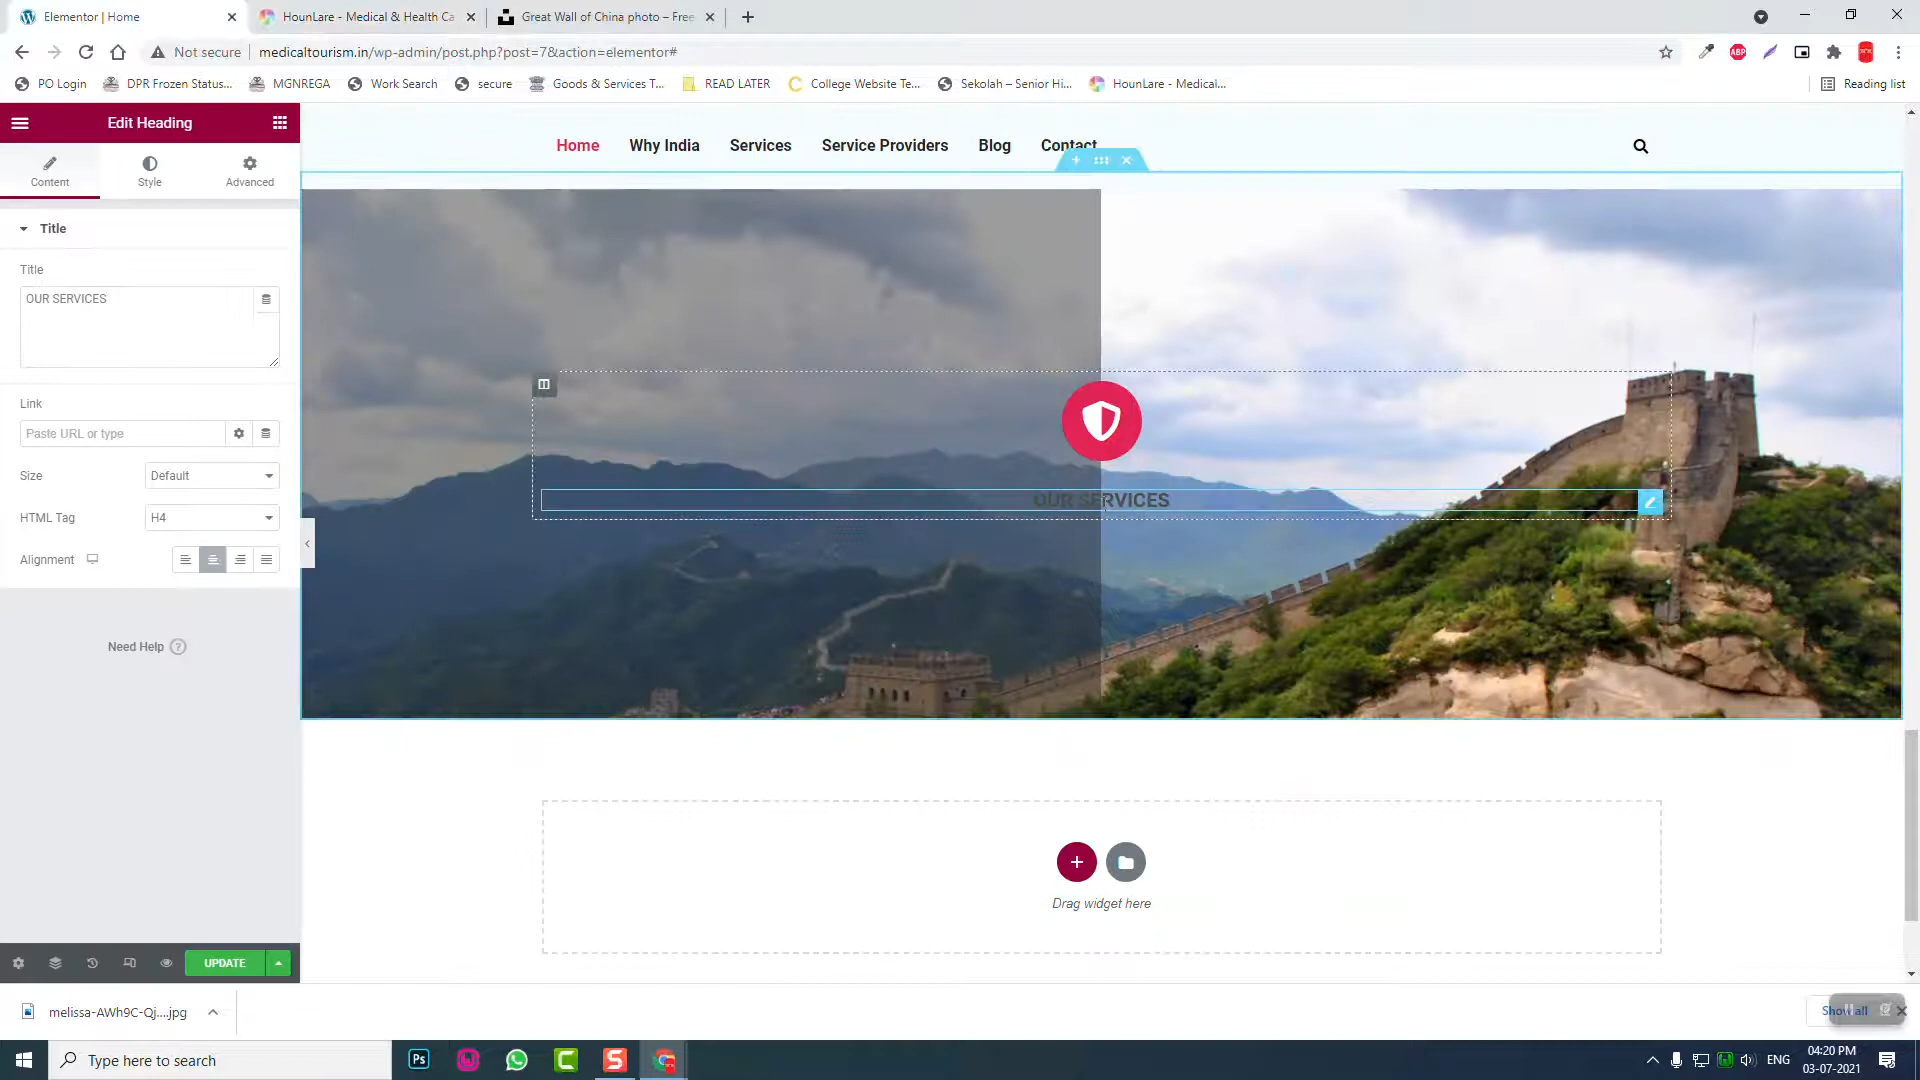 Elementor | Home
HounLare - Medical & Health Ca
Great Wall of China photo – Free
Not secure
medicaltourism.in/wp-admin/post.php?post=7&action=elementor#
ABP
PO Login
DPR Frozen Status...
MGNREGA
Work Search
secure
Goods & Services T...
READ LATER
College Website Te...
Sekolah – Senior Hi...
HounLare - Medical...
Reading list
Edit Heading
Content
Style
Advanced
Home
Why India
Services
Service Providers
Blog
Contact
Title
Title
OUR SERVICES
Link
Paste URL or type
Size
Default
HTML Tag
H4
Alignment
Need Help
OUR SERVICES
Drag widget here
UPDATE
melissa-AWh9C-Qj....jpg
Show all
Type here to search
Ps
ENG
04:20 PM
03-07-2021